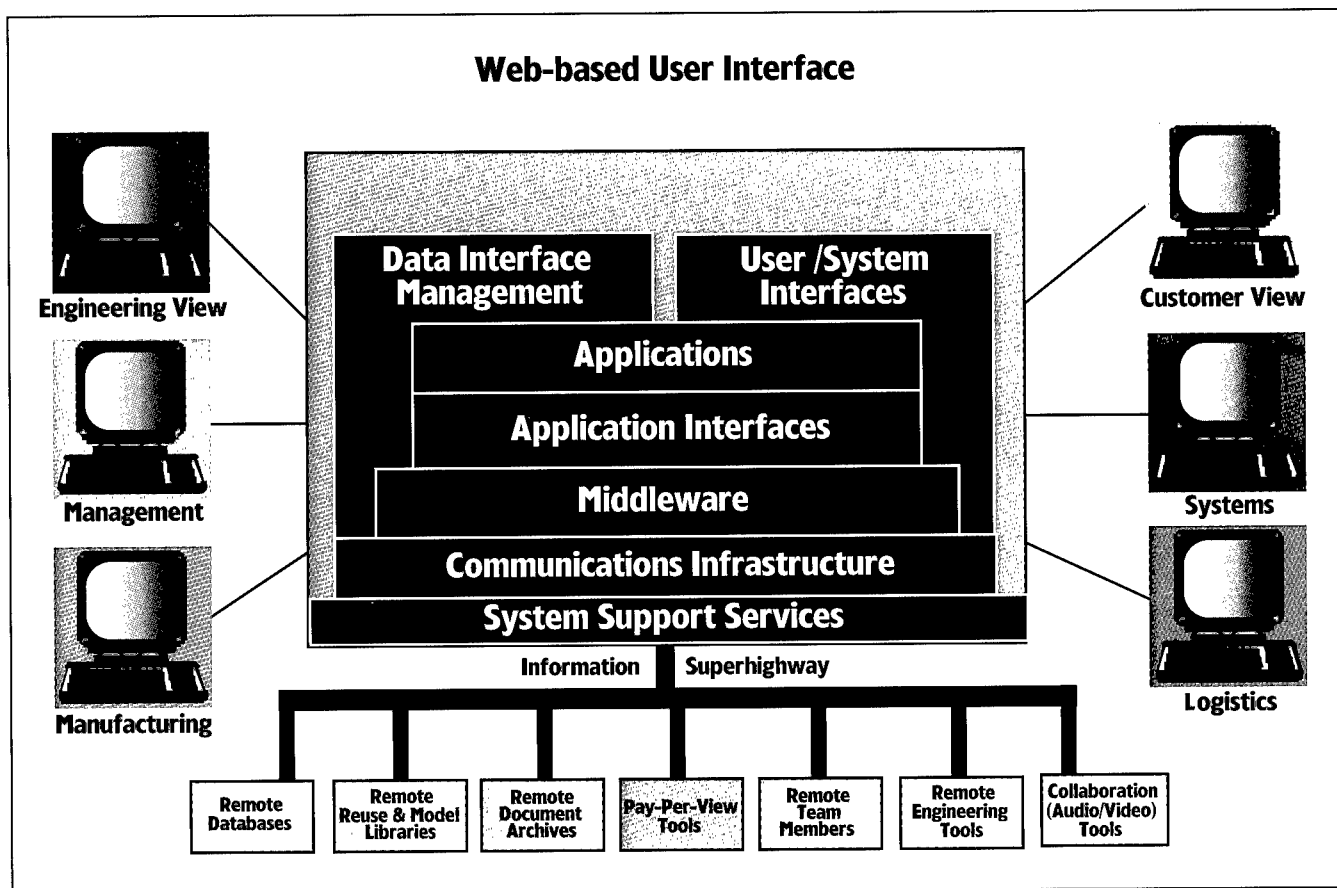 Web-based User Interface
Engineering View
Management
Manufacturing
Data Interface
Management
User /System
Interfaces
Applications
Application Interfaces
Middleware
Communications Infrastructure
System Support Services
Customer View
Systems
Logistics
Information Superhighway
Remote
Databases
Remote
Reuse & Model
Libraries
Remote
Document
Archives
Pay-Per-View
Tools
Remote
Team
Members
Remote
Engineering
Tools
Collaboration
(Audio/Video)
Tools